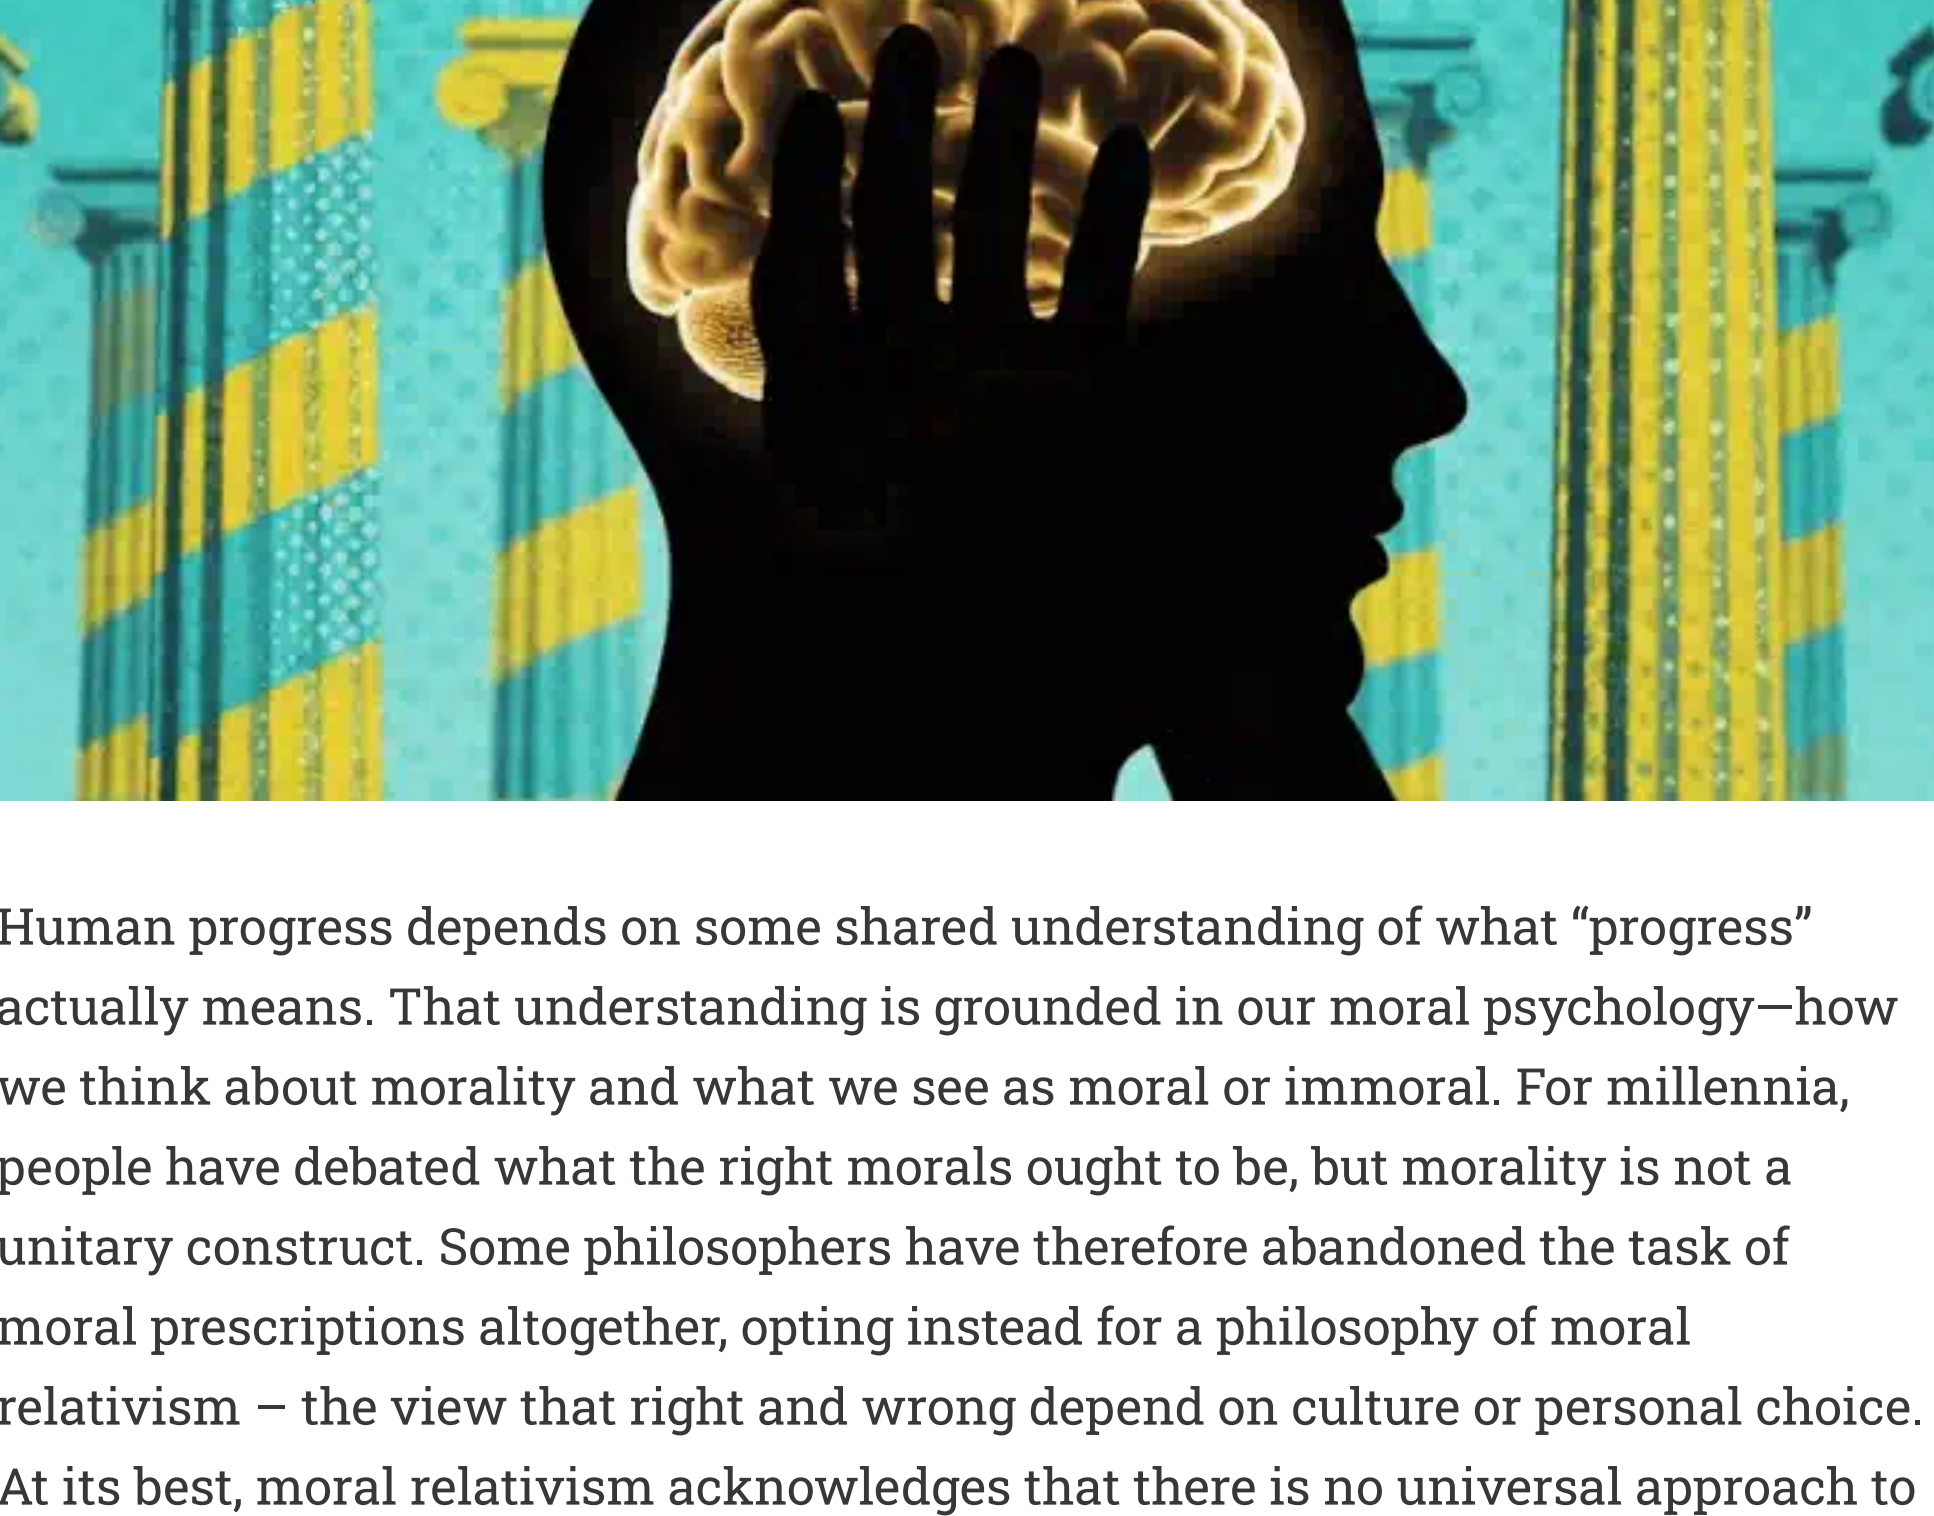 Human progress depends on some shared understanding of what “progress”
actually means. That understanding is grounded in our moral psychology—how
we think about morality and what we see as moral or immoral. For millennia,
people have debated what the right morals ought to be, but morality is not a
unitary construct. Some philosophers have therefore abandoned the task of
moral prescriptions altogether, opting instead for a philosophy of moral
relativism – the view that right and wrong depend on culture or personal choice.
At its best, moral relativism acknowledges that there is no universal approach to